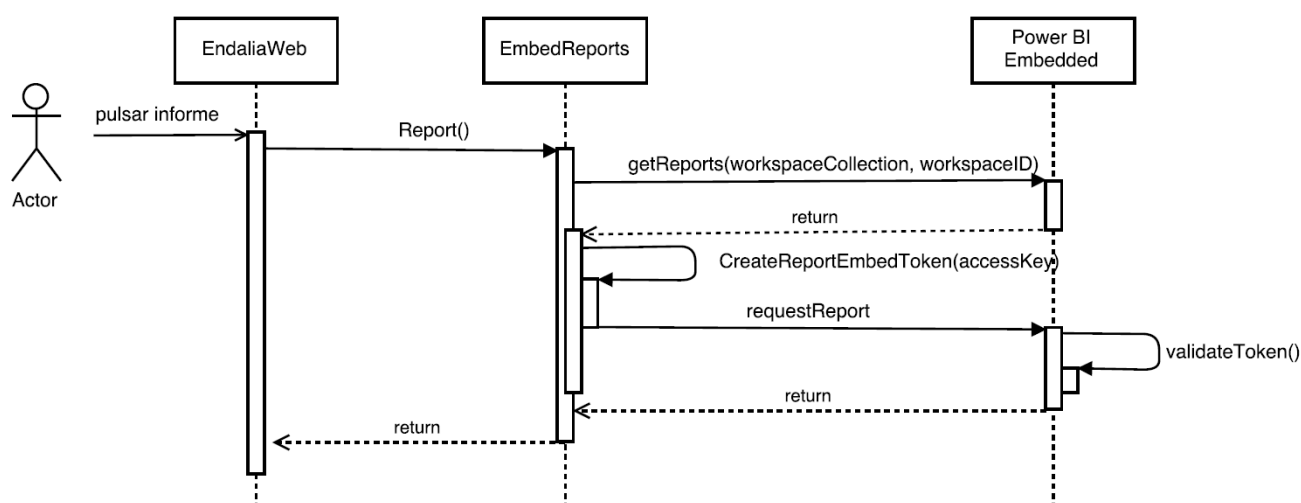 EndaliaWeb
EmbedReports
Power BI
Embedded
pulsar informe
Actor
Report()
getReports(workspaceCollection, workspaceID)
return
CreateReportEmbedToken(accessKey)
requestReport
validateToken()
return
return